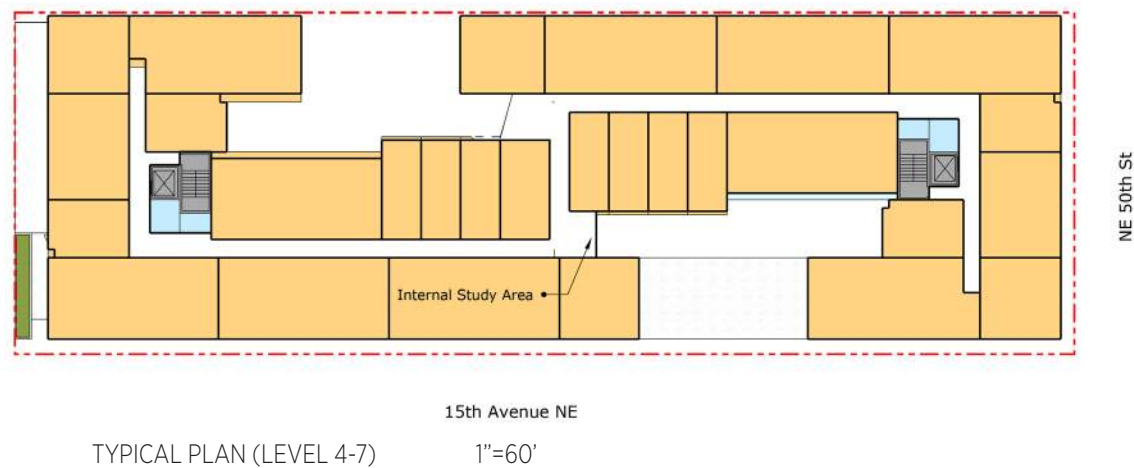 NE 50th St
Internal Study Area
15th Avenue NE
TYPICAL PLAN (LEVEL 4-7) 1”=60’